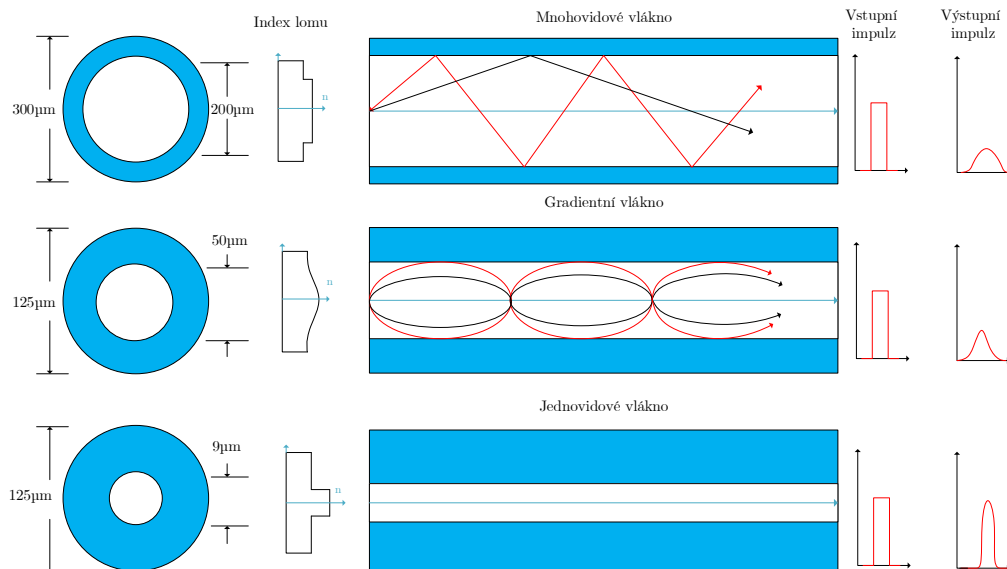 Index lomu
Mnohovidové vlákno
Vstupní
impulz
Výstupní
impulz
300µm
200µm
n
Gradientní vlákno
50µm
125µm
n
Jednovidové vlákno
9µm
125µm
n